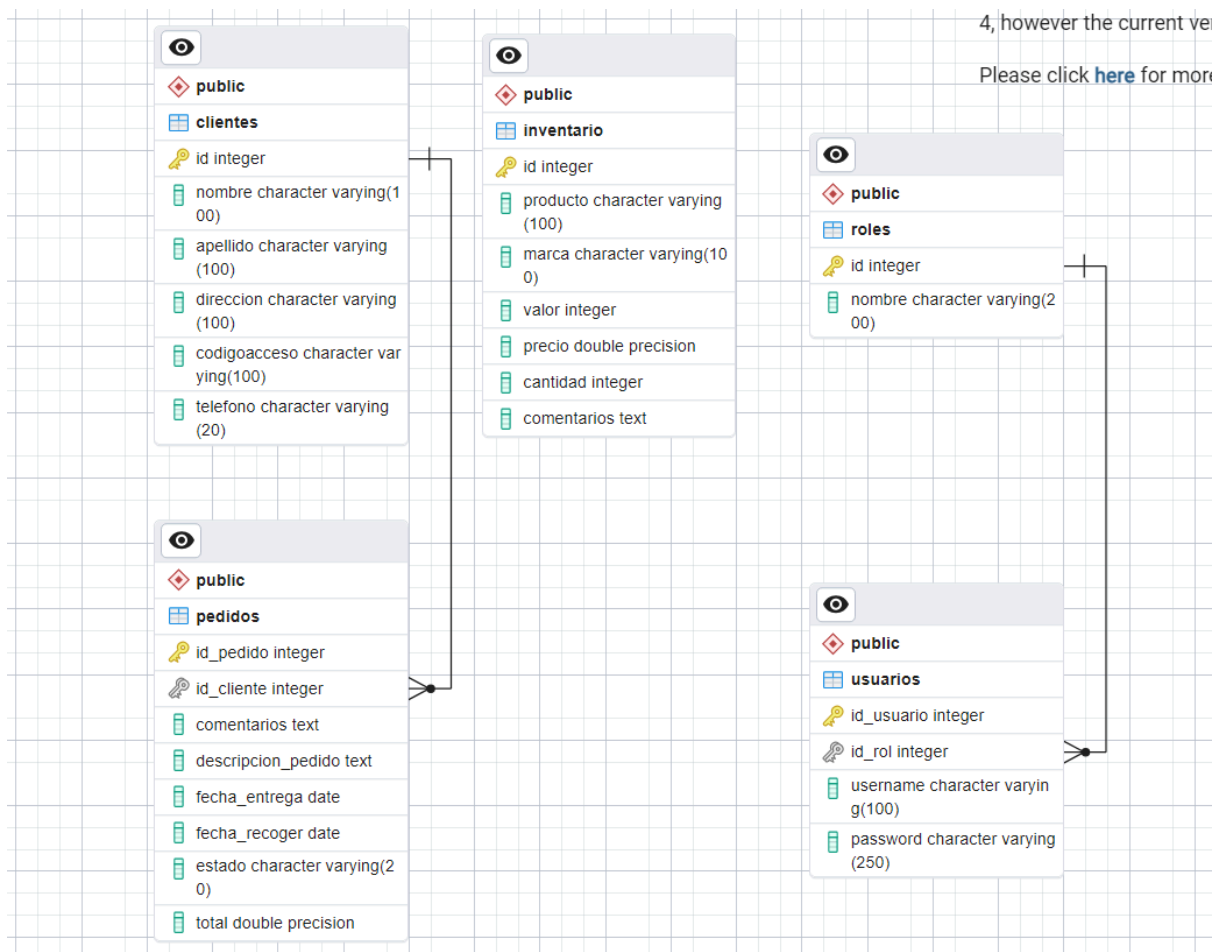 4, however the current ver
Please click here for more
public
clientes
id integer
nombre character varying(1
00)
apellido character varying
(100)
direccion character varying
(100)
codigoacceso character var
ying(100)
telefono character varying
(20)
public
inventario
id integer
producto character varying
(100)
marca character varying(10
0)
valor integer
precio double precision
cantidad integer
comentarios text
public
roles
id integer
nombre character varying(2
00)
public
pedidos
id_pedido integer
id_cliente integer
comentarios text
descripcion_pedido text
fecha_entrega date
fecha_recoger date
estado character varying(2
0)
total double precision
public
usuarios
id_usuario integer
id_rol integer
username character varyin
g(100)
password character varying
(250)